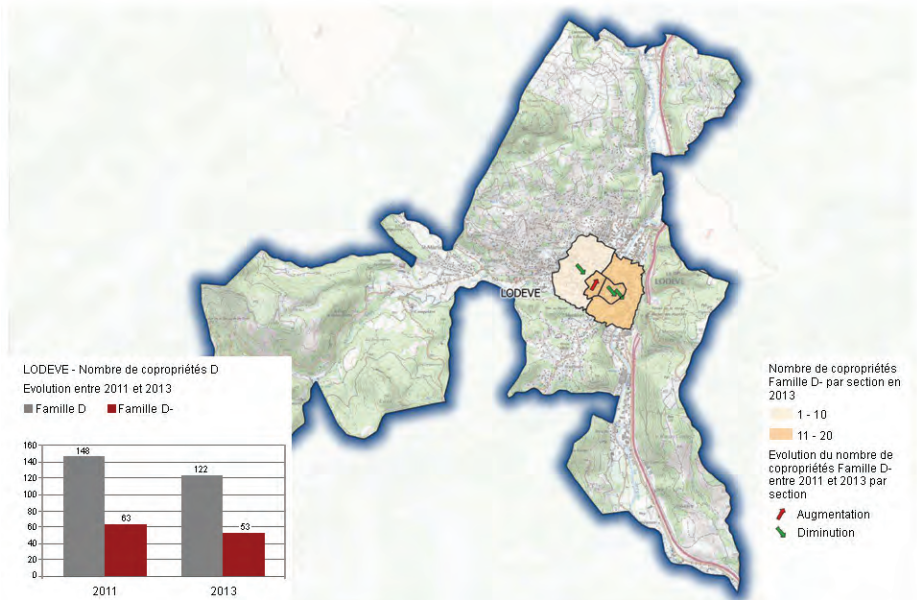 LODEVE
LODEVE
LODEVE - Nombre de copropriétés D
Evolution entre 2011 et 2013
Famille D Famille D-
160
140
120
100
80
60
40
20
0
148
63
122
53
2011
2013
Nombre de copropriétés
Famille D- par section en
2013
1 - 10
11 - 20
Evolution du nombre de
copropriétés Famille D-
entre 2011 et 2013 par
section
Augmentation
Diminution